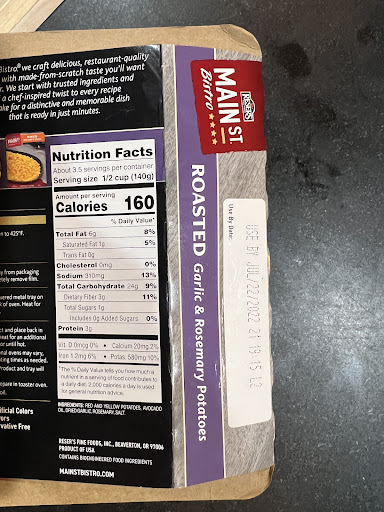 Bistro® we craft delicious, restaurant-quality
with made-from-scratch taste you'll want
We start with trusted ingredients and
a chef-inspired twist to every recipe
for a distinctive and memorable dish
that is ready in just minutes.
Nutrition Facts
About 3.5 servings per container
Serving size 1/2 cup (140g)
Amount per serving
Calories 160
% Daily Value*
Total Fat 6g 8%
Saturated Fat 1g 5%
Trans Fat 0g
Cholesterol 0mg 0%
Sodium 310mg 13%
Total Carbohydrate 24g 9%
Dietary Fiber 3g 11%
Total Sugars 1g
Includes 0g Added Sugars 0%
Protein 3g
Vit. D 0mcg 0% • Calcium 20mg 2%
Iron 1.2mg 6% • Potas. 580mg 10%
*The % Daily Value tells you how much a
nutrient in a serving of food contributes to
a daily diet. 2,000 calories a day is used
for general nutrition advice.
INGREDIENTS: RED AND YELLOW POTATOES, AVOCADO
OIL, DRIED GARLIC, ROSEMARY, SALT.
RESER'S FINE FOODS, INC., BEAVERTON, OR 97006
PRODUCT OF USA
CONTAINS BIOENGINEERED FOOD INGREDIENTS
MAINSTBISTRO.COM
n to 425°F.
from packaging
remove film.
metal tray on
of oven. Heat for
and place back in
for an additional
or until hot.
ovens may vary,
times as needed.
Product and tray will
in toaster oven.
ificial Colors
vors
vative Free
RESER'S
MAIN ST
Bistro
ROASTED Garlic & Rosemary Potatoes
Use By Date:
USE BY JUL/22/2022 21 19:15 L2